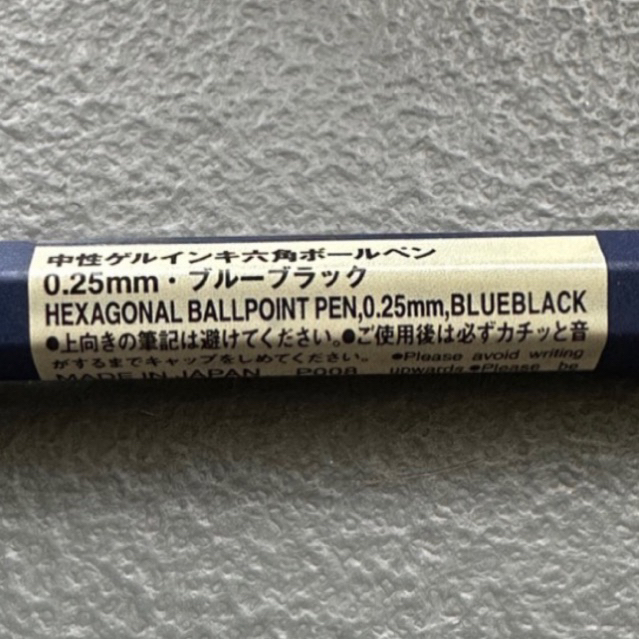 中性ゲルインキ六角ボールペン
0.25mm・ブルーブラック
HEXAGONAL BALLPOINT PEN,0.25mm,BLUEBLACK
●上向きの筆記は避けてください。●ご使用後は必ずカチッと音
がするまでキャップをしめてください。 ●Please avoid writing
MADE IN JAPAN P008 upwards.●Please be